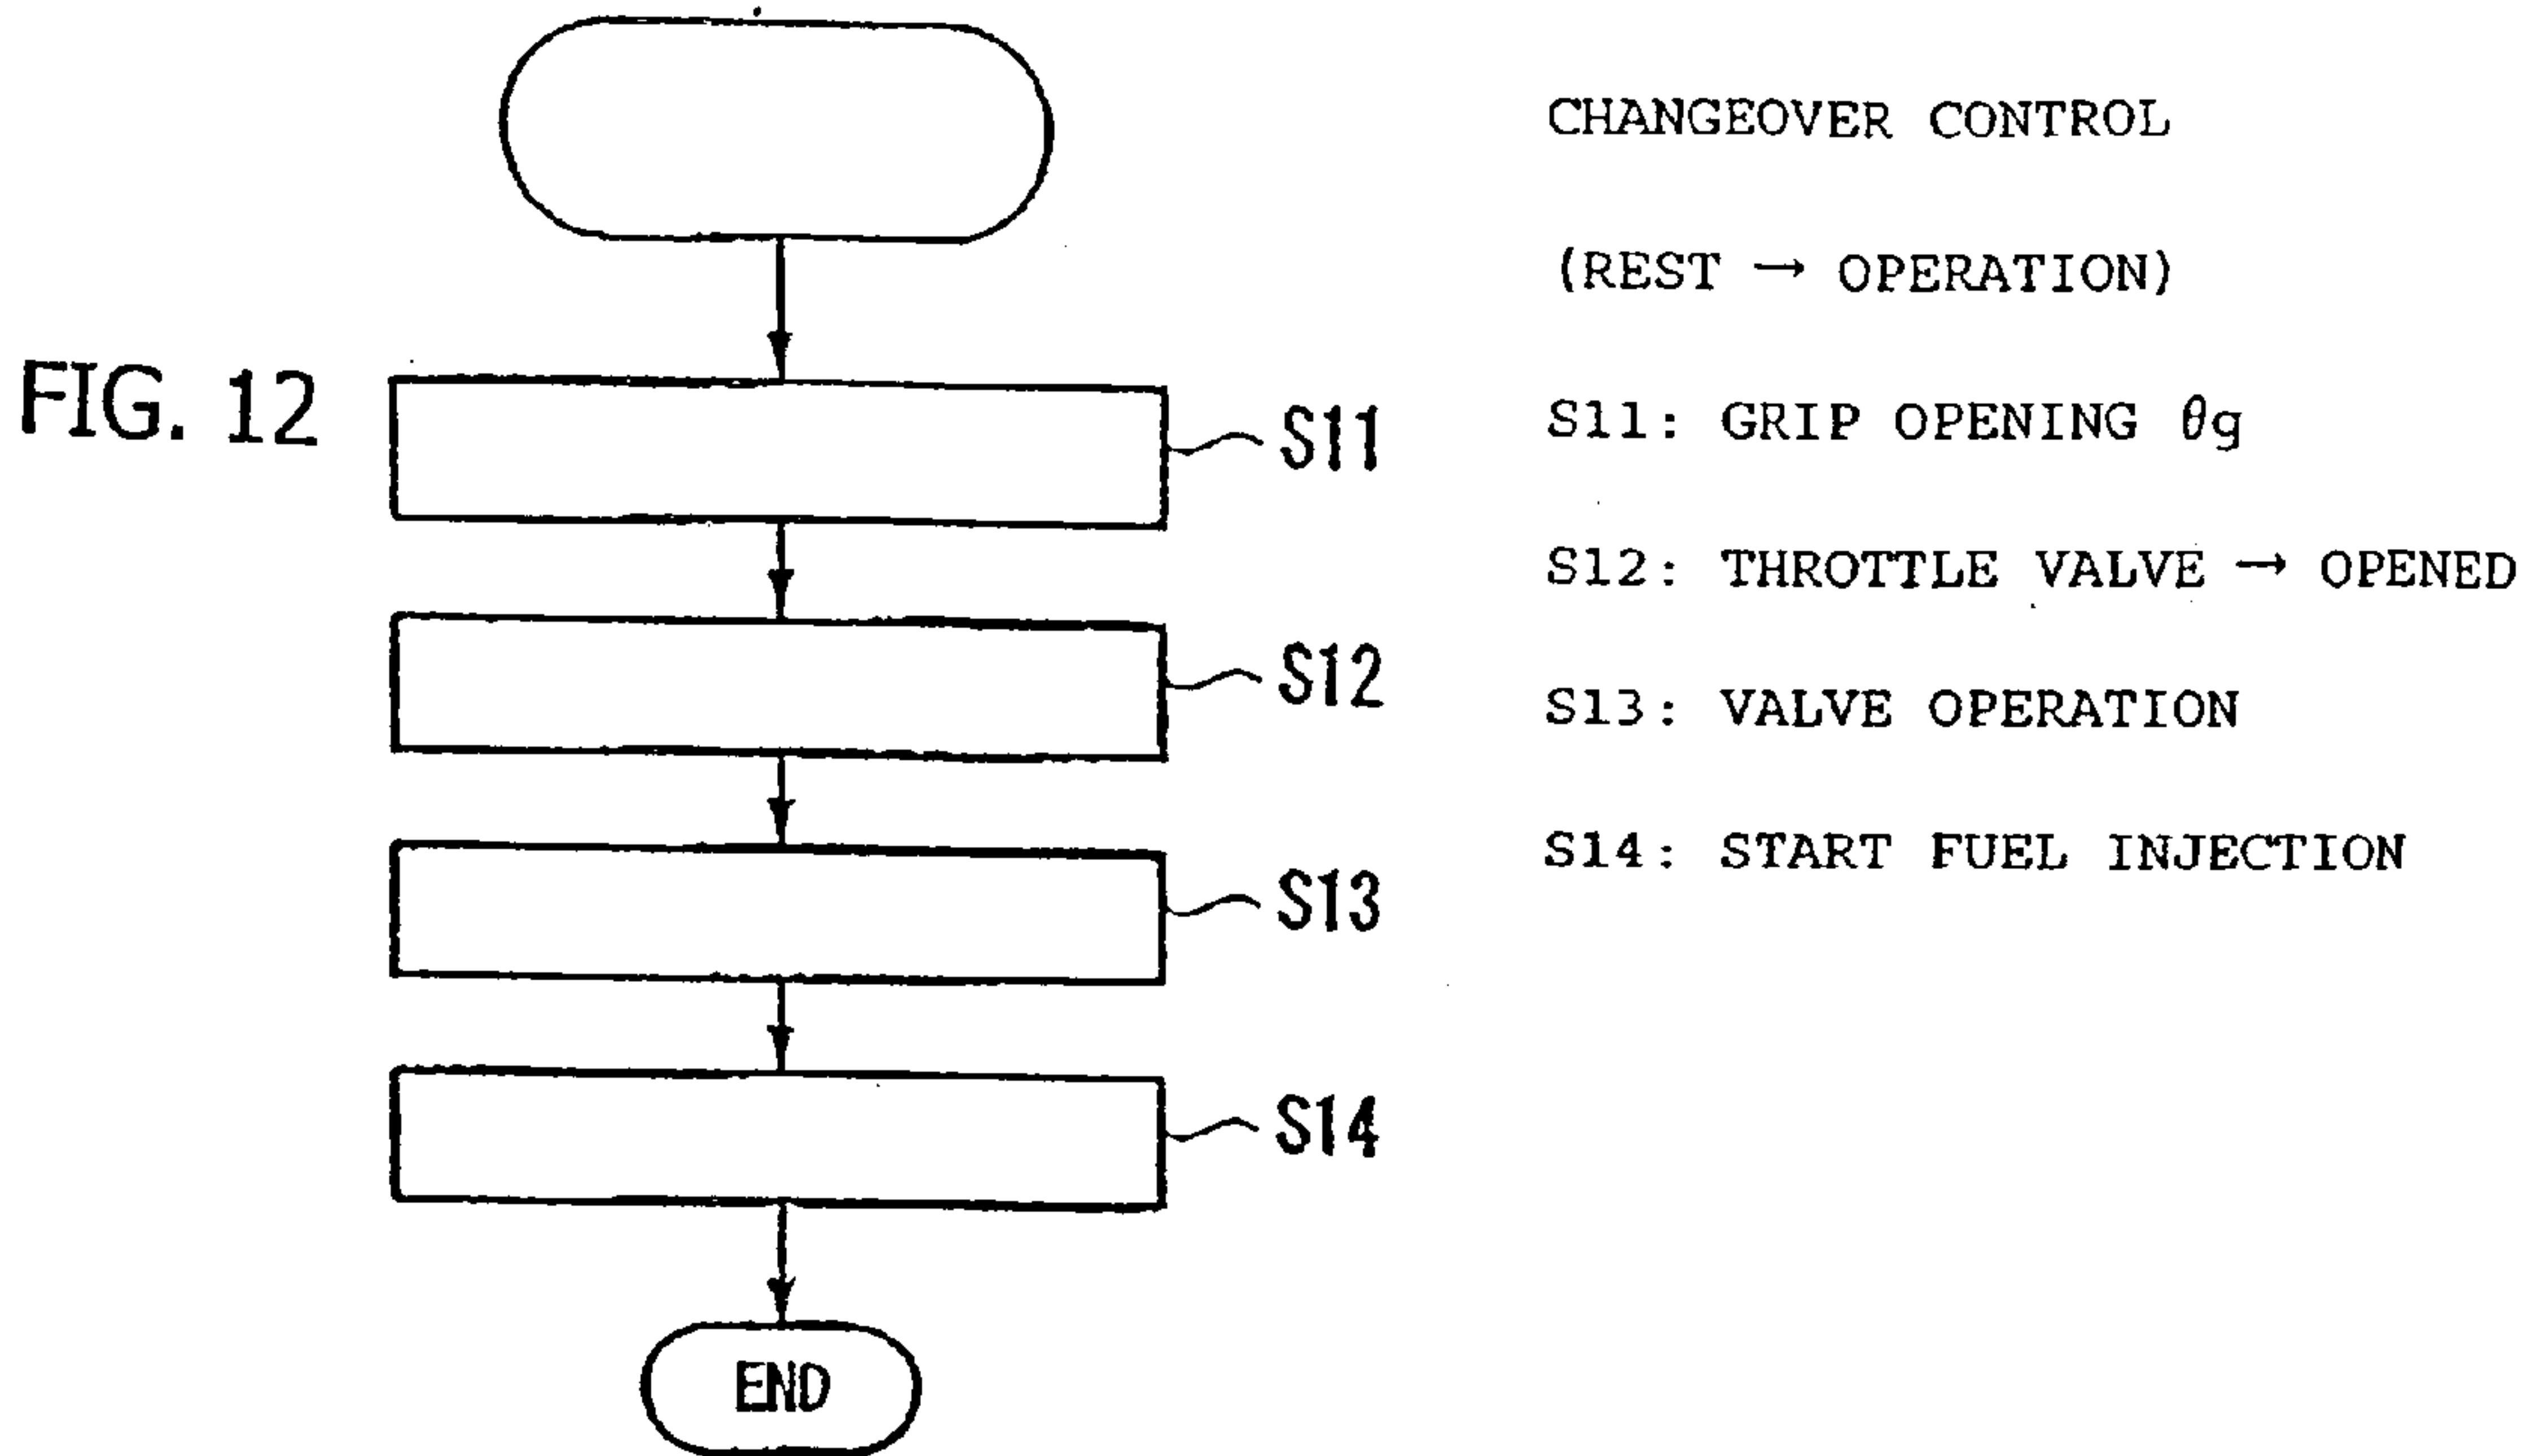 FIG. 12
S11
S12
S13
S14
END
CHANGEOVER CONTROL
(REST → OPERATION)
S11: GRIP OPENING θg
S12: THROTTLE VALVE → OPENED
S13: VALVE OPERATION
S14: START FUEL INJECTION